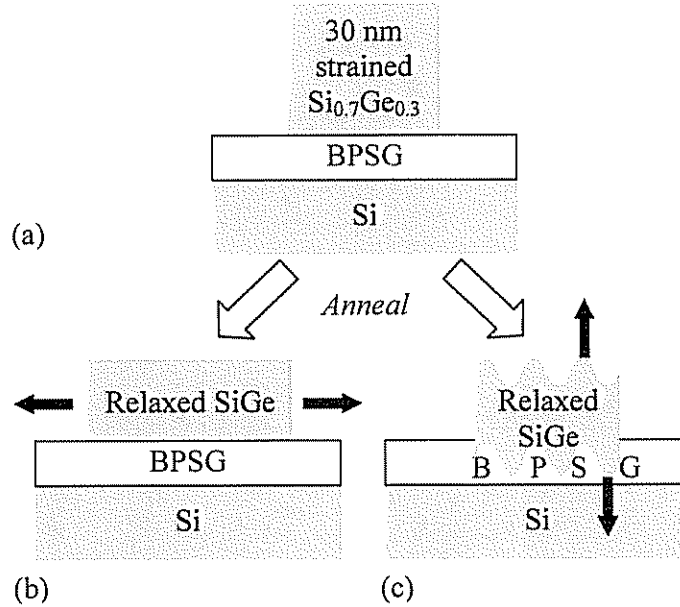 30 nm
strained
Si₀.₇Ge₀.₃
BPSG
Si
(a)
Anneal
Relaxed SiGe
BPSG
Si
(b)
Relaxed
SiGe
B P S G
Si
(c)